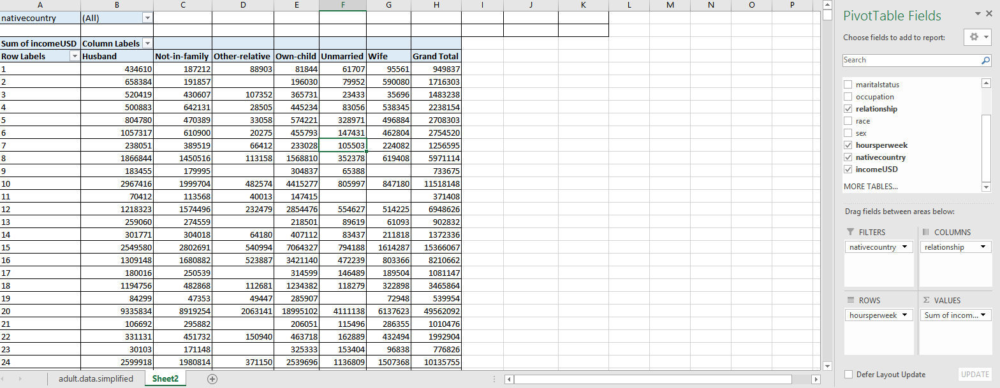 A B C D E F G H I J K L M N O P
nativecountry (All)
Sum of incomeUSD Column Labels
Row Labels Husband Not-in-family Other-relative Own-child Unmarried Wife Grand Total
1 434610 187212 88903 81844 61707 95561 949837
2 658384 191857 196030 79952 590080 1716303
3 520419 430607 107352 365731 23433 35696 1483238
4 500883 642131 28505 445234 83056 538345 2238154
5 804780 470389 33058 574221 328971 496884 2708303
6 1057317 610900 20275 455793 147431 462804 2754520
7 238051 389519 66412 233028 105503 224082 1256595
8 1866844 1450516 113158 1568810 352378 619408 5971114
9 183455 179995 304837 65388 733675
10 2967416 1999704 482574 4415277 805997 847180 11518148
11 70412 113568 40013 147415 371408
12 1218323 1574496 232479 2854476 554627 514225 6948626
13 259060 274559 218501 89619 61093 902832
14 301771 304018 64180 407112 83437 211818 1372336
15 2549580 2802691 540994 7064327 794188 1614287 15366067
16 1309148 1680882 523887 3421140 472239 803366 8210662
17 180016 250539 314599 146489 189504 1081147
18 1194756 482868 112681 1234382 118279 322898 3465864
19 84299 47353 49447 285907 72948 539954
20 9335834 8919254 2063141 18995102 4111138 6137623 49562092
21 106692 295882 206051 115496 286355 1010476
22 331131 451732 150940 463718 162889 432494 1992904
23 30103 171148 325333 153404 96838 776826
24 2599918 1980814 371150 2539696 1136809 1507368 10135755
adult.data.simplified Sheet2
PivotTable Fields
Choose fields to add to report:
Search
maritalstatus
occupation
relationship
race
sex
hoursperweek
nativecountry
incomeUSD
MORE TABLES...
Drag fields between areas below:
FILTERS COLUMNS
nativecountry relationship
ROWS Σ VALUES
hoursperweek Sum of incom...
Defer Layout Update UPDATE